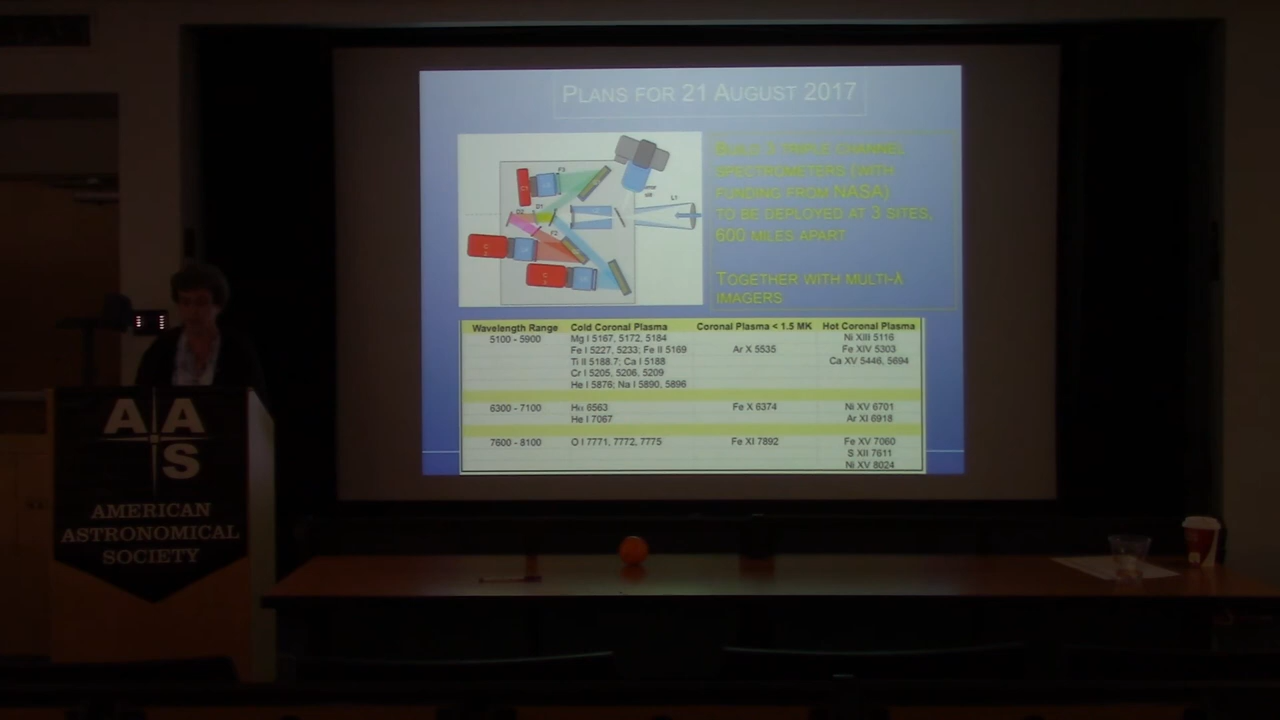 PLANS FOR 21 AUGUST 2017
BUILD 3 TRIPLE CHANNEL
SPECTROMETERS (WITH
FUNDING FROM NASA)
TO BE DEPLOYED AT 3 SITES,
600 MILES APART
TOGETHER WITH MULTI-λ
IMAGERS
F3
L1
D2
D1
F2
Wavelength Range Cold Coronal Plasma Coronal Plasma < 1.5 MK Hot Coronal Plasma
5100 - 5900 Mg I 5167, 5172, 5184 Ni XIII 5116
Fe I 5227, 5233; Fe II 5169 Ar X 5535 Fe XIV 5303
Ti II 5188.7; Ca I 5188 Ca XV 5446, 5694
Cr I 5205, 5206, 5209
He I 5876; Na I 5890, 5896
6300 - 7100 Hα 6563 Fe X 6374 Ni XV 6701
He I 7067 Ar XI 6918
7600 - 8100 O I 7771, 7772, 7775 Fe XI 7892 Fe XV 7060
S XII 7611
Ni XV 8024
AAS
AMERICAN
ASTRONOMICAL
SOCIETY